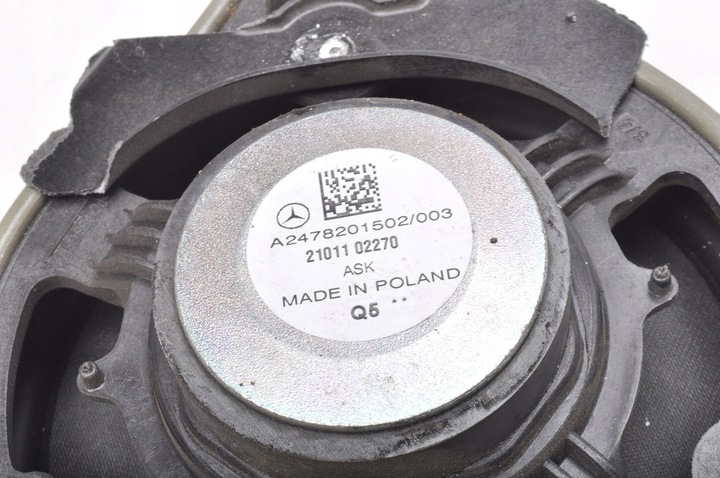 A2478201502/003
21011 02270
ASK
MADE IN POLAND
Q5 **